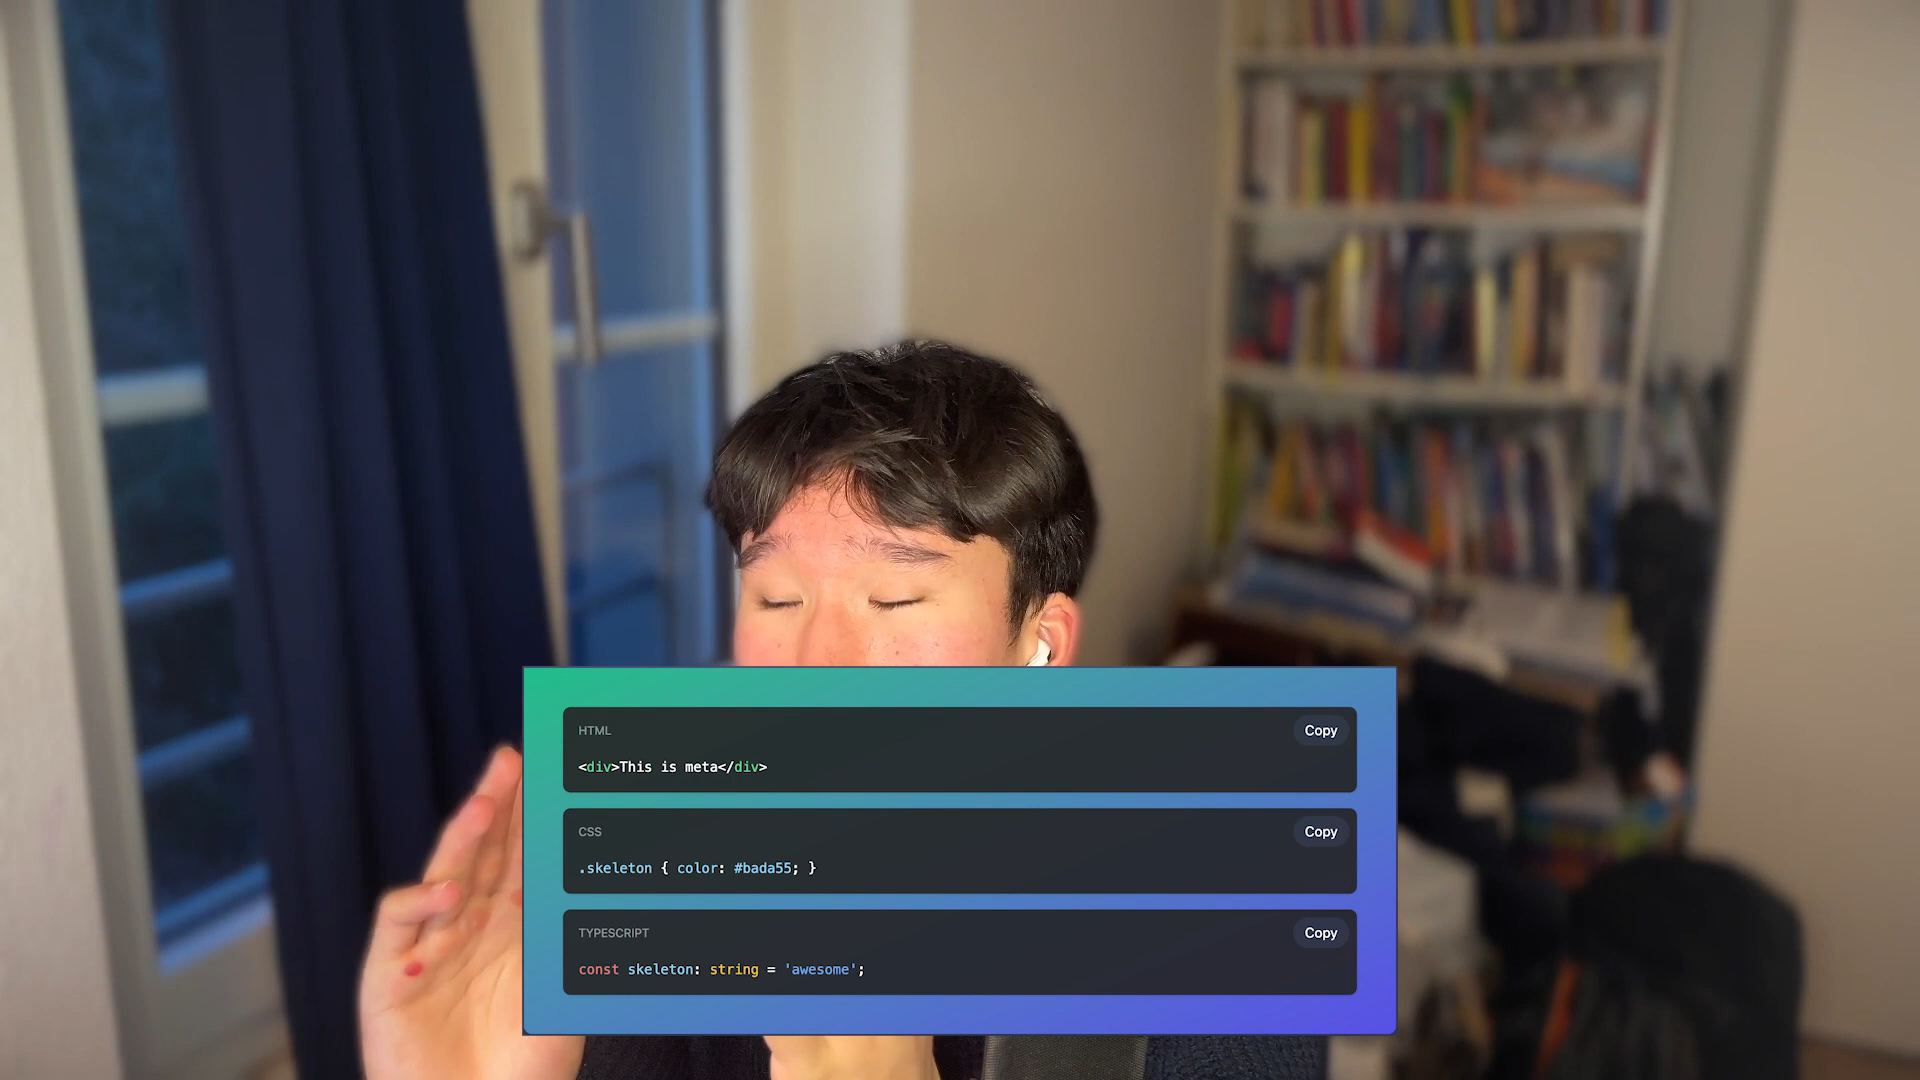 HTML
Copy
<div>This is meta</div>
CSS
Copy
.skeleton { color: #bada55; }
TYPESCRIPT
Copy
const skeleton: string = 'awesome';